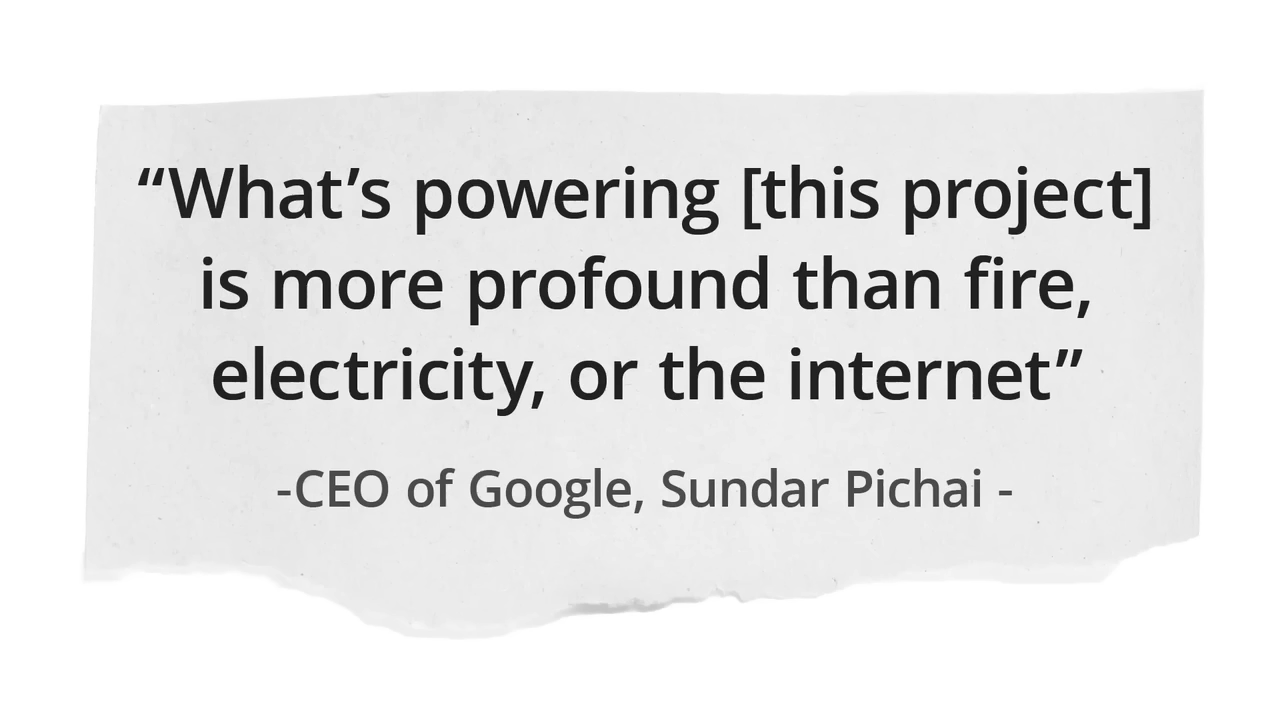 “What’s powering [this project]
is more profound than fire,
electricity, or the internet”
-CEO of Google, Sundar Pichai -